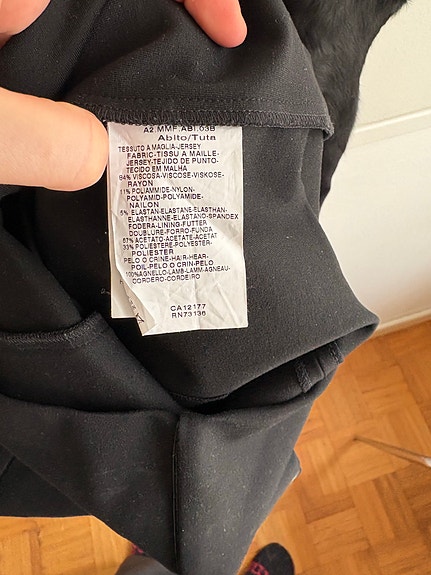 A2.MMF.ABI.03B
Abito/Tuta
TESSUTO A MAGLIA-JERSEY
FABRIC-TISSU A MAILLE-
JERSEY-TEJIDO DE PUNTO-
TECIDO EM MALHA
84% VISCOSA-VISCOSE-VISKOSE-
RAYON
11% POLIAMMIDE-NYLON-
POLYAMID-POLYAMIDE-
NAILON
5% ELASTAN-ELASTANE-ELASTHAN-
ELASTHANNE-ELASTANO-SPANDEX
FODERA-LINING-FUTTER
DOUBLURE-FORRO-FUNDA
67% ACETATO-ACETATE-ACETAT
33% POLIESTERE-POLYESTER-
POLIESTER
PELO O CRINE-HAIR-HEAR-
POIL-PELO O CRIN-PELO
100%AGNELLO-LAMB-LAMM-AGNEAU-
CORDERO-CORDEIRO
CA12177
RN73136